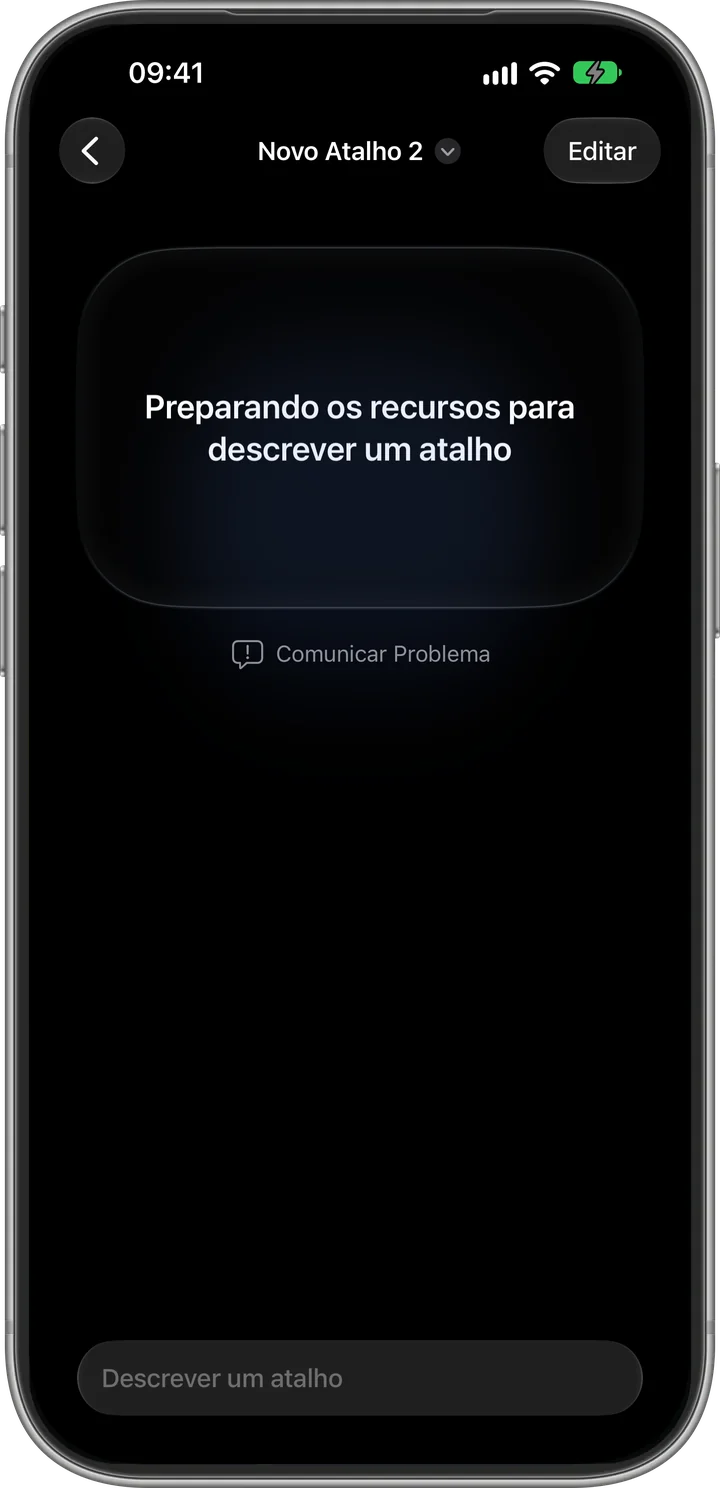 09:41
Novo Atalho 2
Editar
Preparando os recursos para
descrever um atalho
Comunicar Problema
Descrever um atalho